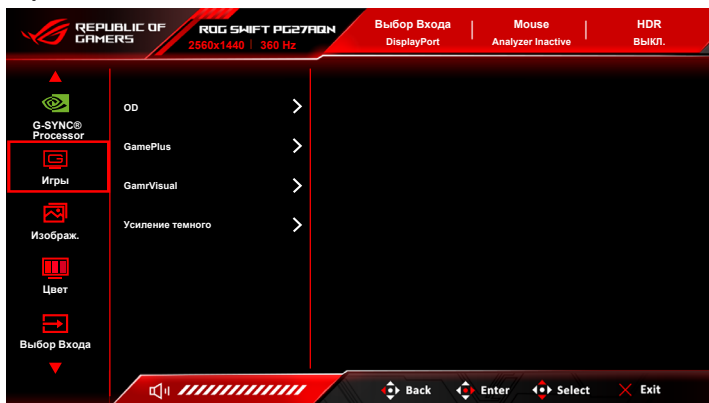 REPUBLIC OF
GAMERS
ROG SWIFT PG27AQN
2560x1440 | 360 Hz
Выбор Входа
DisplayPort
Mouse
Analyzer Inactive
HDR
ВЫКЛ.
G-SYNC®
Processor
Игры
Изображ.
Цвет
Выбор Входа
OD
GamePlus
GamrVisual
Усиление темного
Back
Enter
Select
Exit